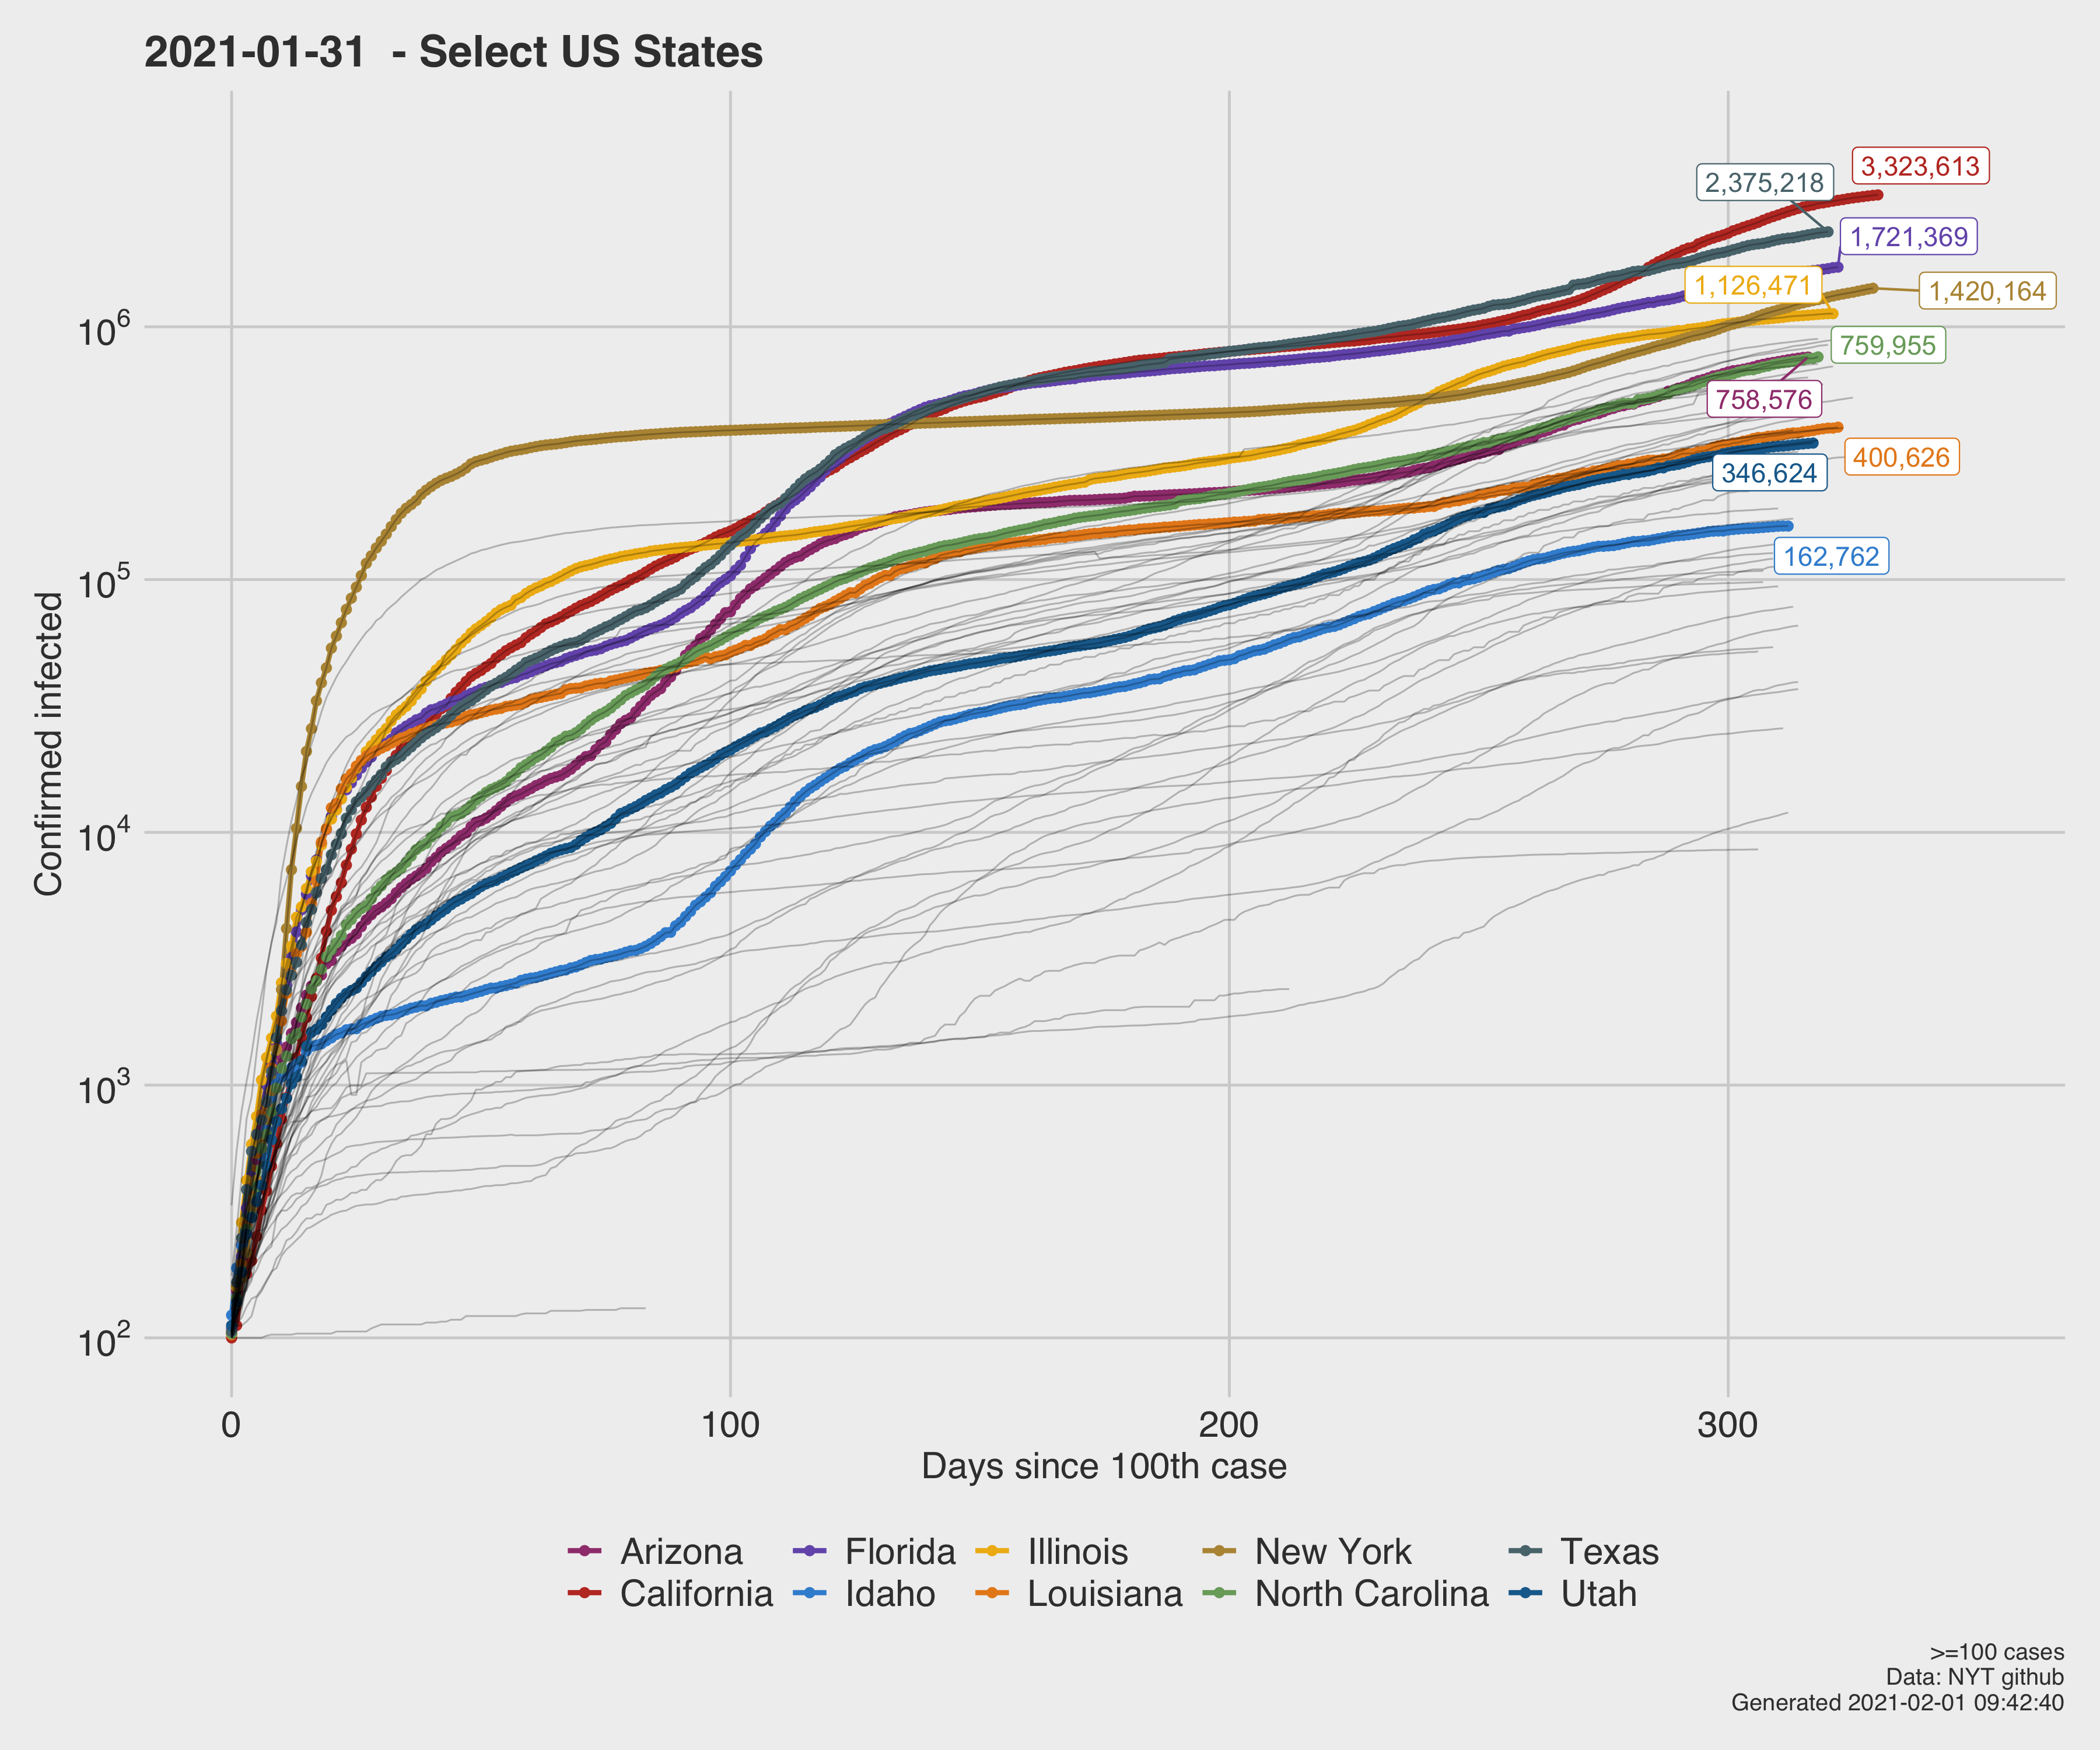 2021-01-31 - Select US States
3,323,613
2,375,218
1,721,369
1,126,471
1,420,164
759,955
758,576
400,626
346,624
162,762
10^6
10^5
10^4
10^3
10^2
Confirmed infected
0 100 200 300
Days since 100th case
Arizona Florida Illinois New York Texas
California Idaho Louisiana North Carolina Utah
>=100 cases
Data: NYT github
Generated 2021-02-01 09:42:40